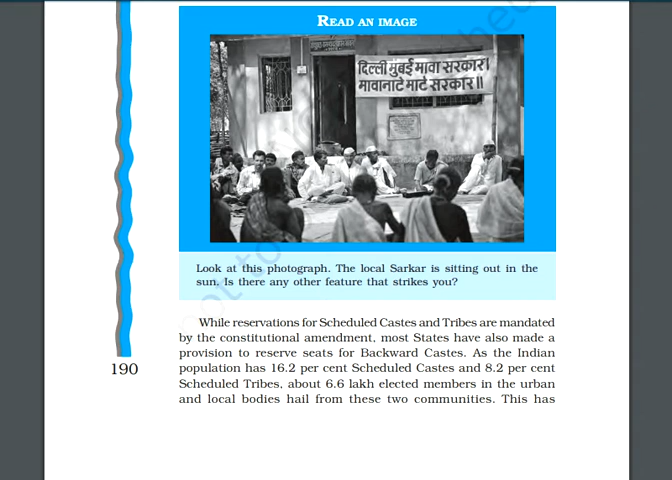 READ AN IMAGE
दिल्ली मुंबई मावा सरकार।
मावानाटे माटे सरकार॥
Look at this photograph. The local Sarkar is sitting out in the
sun. Is there any other feature that strikes you?
While reservations for Scheduled Castes and Tribes are mandated
by the constitutional amendment, most States have also made a
provision to reserve seats for Backward Castes. As the Indian
population has 16.2 per cent Scheduled Castes and 8.2 per cent
Scheduled Tribes, about 6.6 lakh elected members in the urban
and local bodies hail from these two communities. This has
190